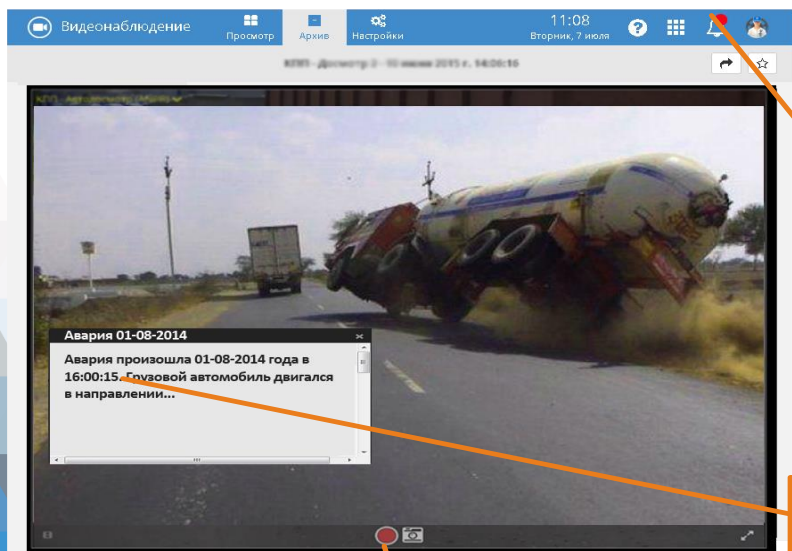 Видеонаблюдение
Просмотр
Архив
Настройки
11:08
Вторник, 7 июля
Авария 01-08-2014
Авария произошла 01-08-2014 года в
16:00:15. Грузовой автомобиль двигался
в направлении...